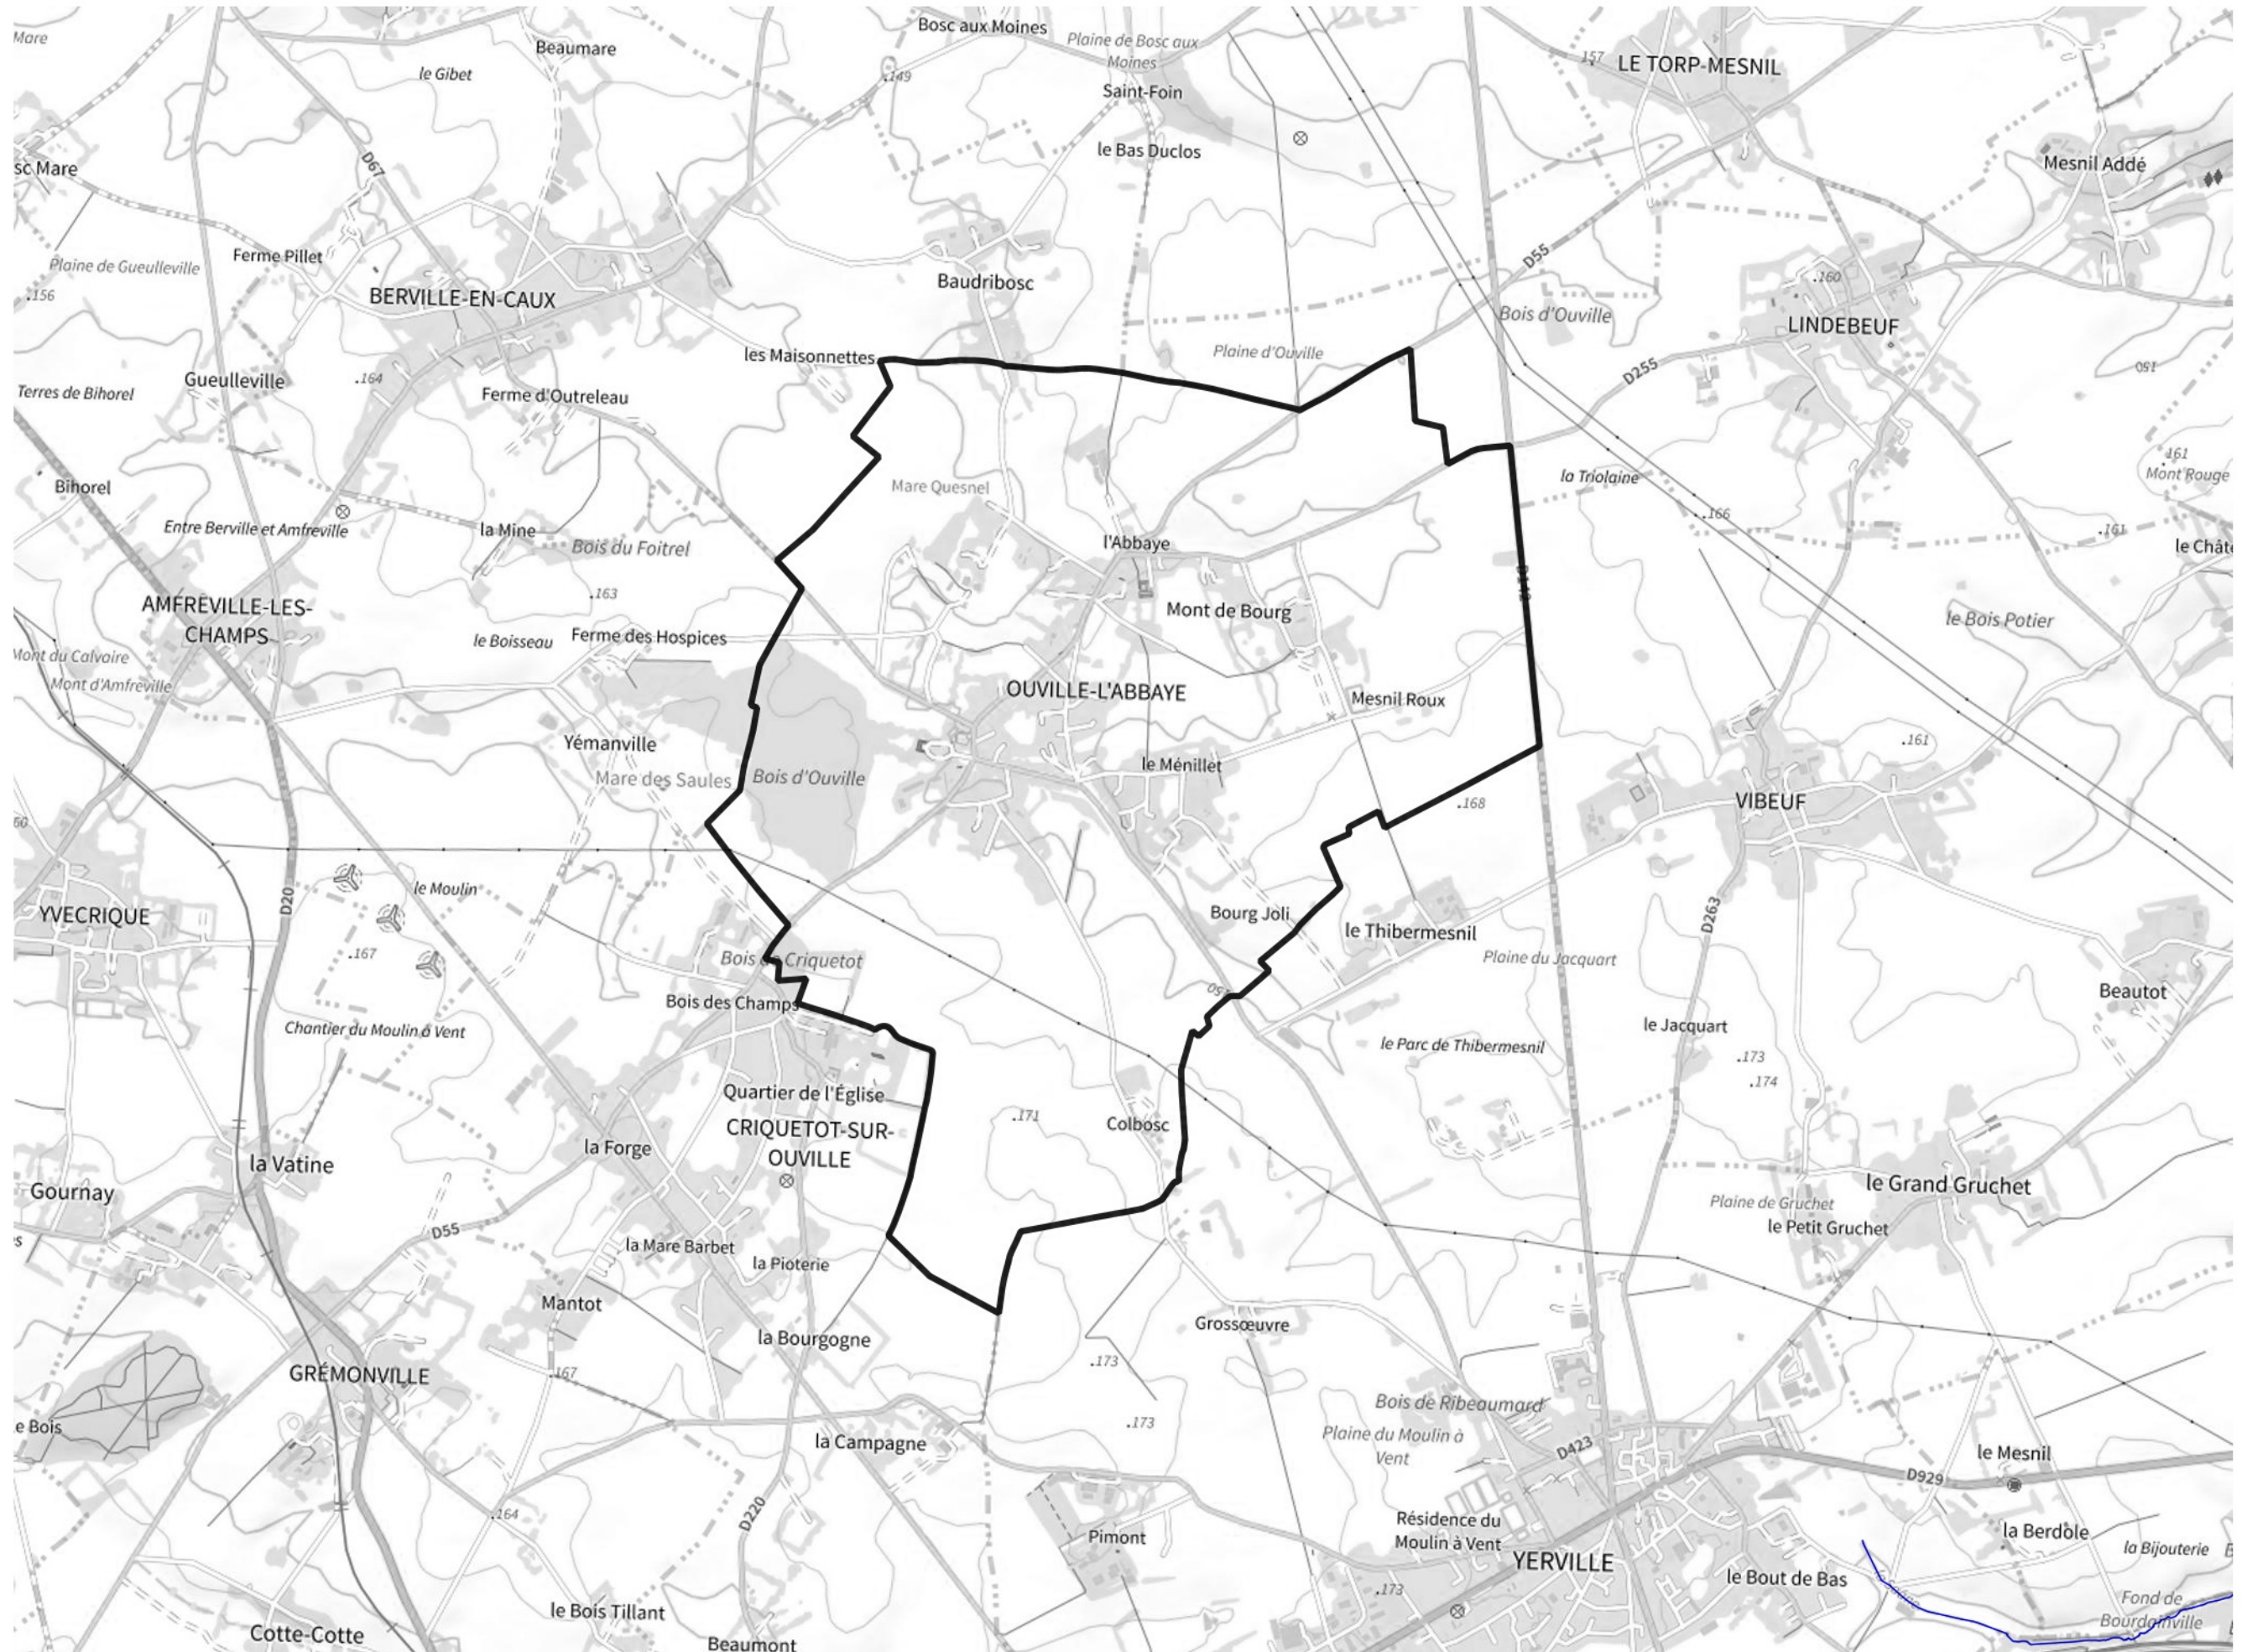 Mare
Beaumare
le Gibet
Bosc aux Moines
Plaine de Bosc aux
Moines
.149
Saint-Foin
le Bas Duclos
157
LE TORP-MESNIL
Mesnil Addé
sc Mare
D67
Ferme Pillet
Plaine de Gueulleville
.156
BERVILLE-EN-CAUX
Baudribosc
D55
Bois d'Ouville
.160
LINDEBEUF
Plaine d'Ouville
les Maisonnettes
Gueulleville
.164
Terres de Bihorel
Ferme d'Outreleau
D255
150
161
Mont Rouge
Bihorel
Mare Quesnel
la Triolaine
.166
Entre Berville et Amfreville
la Mine
Bois du Foitrel
l'Abbaye
.161
le Chât
AMFREVILLE-LES-
CHAMPS
.163
Mont de Bourg
le Bois Potier
Mont du Calvaire
Mont d'Amfreville
le Boisseau
Ferme des Hospices
OUVILLE-L'ABBAYE
Mesnil Roux
Yémanville
Mare des Saules
Bois d'Ouville
le Ménillet
.161
.168
VIBEUF
60
YVECRIQUE
D20
le Moulin
Bourg Joli
le Thibermesnil
D263
.167
Bois de Criquetot
Plaine du Jacquart
Bois des Champs
Beautot
Chantier du Moulin à Vent
le Parc de Thibermesnil
le Jacquart
.173
.174
Quartier de l'Église
CRIQUETOT-SUR-
OUVILLE
.171
Colbosc
la Forge
la Vatine
Gournay
le Grand Gruchet
Plaine de Gruchet
le Petit Gruchet
D55
la Mare Barbet
la Pioterie
Mantot
la Bourgogne
Grossœuvre
GRÉMONVILLE
.167
.173
Bois de Ribeaumard
e Bois
la Campagne
.173
Plaine du Moulin à
Vent
D423
le Mesnil
D929
D220
.164
Pimont
Résidence du
Moulin à Vent
YERVILLE
la Berdole
la Bijouterie
.173
le Bout de Bas
le Bois Tillant
Fond de
Bourdainville
Cotte-Cotte
Beaumont